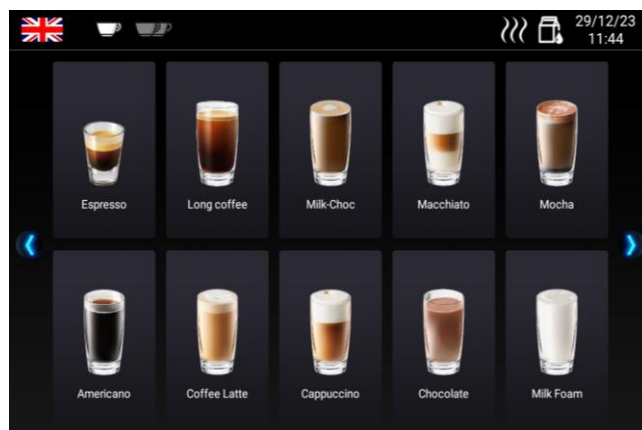 29/12/23
11:44
Espresso
Long coffee
Milk-Choc
Macchiato
Mocha
Americano
Coffee Latte
Cappuccino
Chocolate
Milk Foam